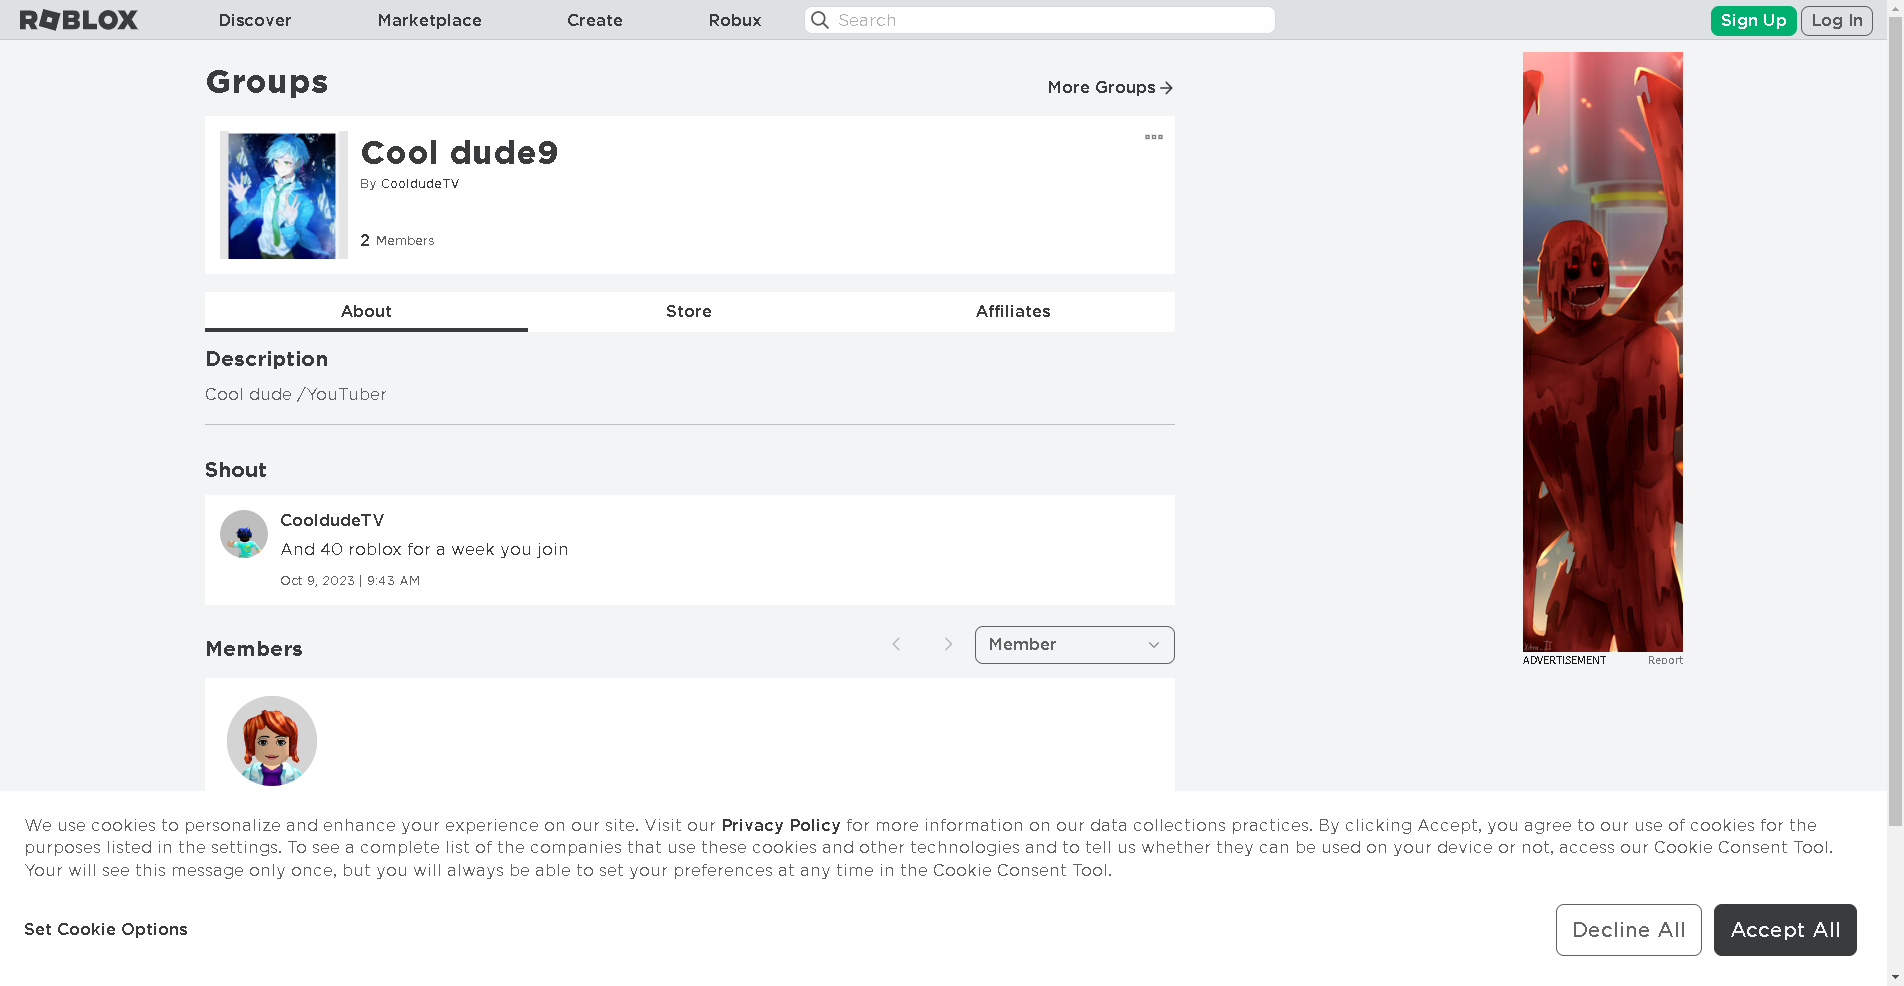 ROBLOX
Discover
Marketplace
Create
Robux
Search
Sign Up
Log In
Groups
More Groups
Cool dude9
By CooldudeTV
2 Members
About
Store
Affiliates
Description
Cool dude /YouTuber
Shout
CooldudeTV
And 40 roblox for a week you join
Oct 9, 2023 | 9:43 AM
Members
Member
ADVERTISEMENT
Report
We use cookies to personalize and enhance your experience on our site. Visit our Privacy Policy for more information on our data collections practices. By clicking Accept, you agree to our use of cookies for the
purposes listed in the settings. To see a complete list of the companies that use these cookies and other technologies and to tell us whether they can be used on your device or not, access our Cookie Consent Tool.
Your will see this message only once, but you will always be able to set your preferences at any time in the Cookie Consent Tool.
Set Cookie Options
Decline All
Accept All